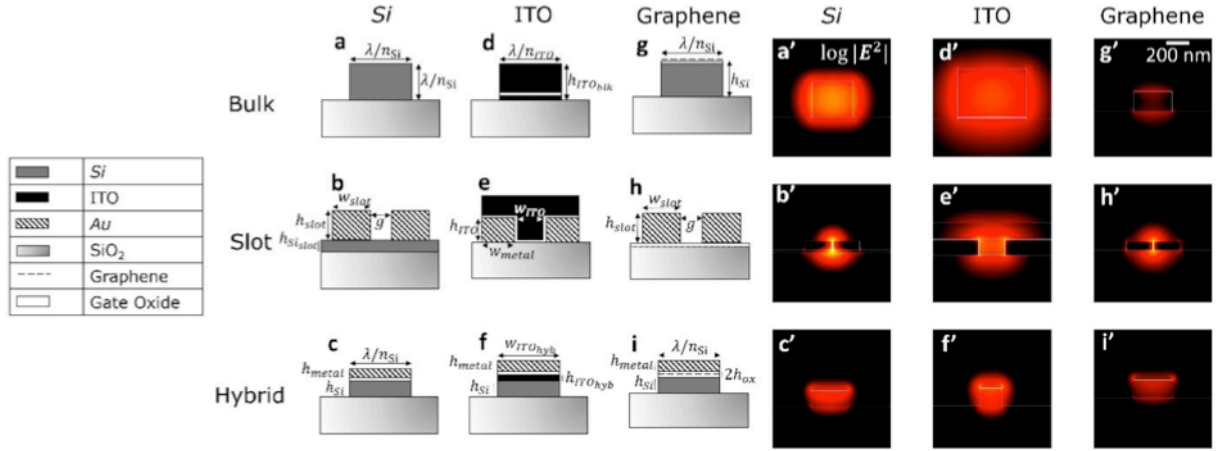 Si ITO Graphene Si ITO Graphene
Bulk
Slot
Hybrid
Si
ITO
Au
SiO₂
Graphene
Gate Oxide
a
λ/n_Si
λ/n_Si
d
λ/n_ITO
h_ITO_blk
g
λ/n_Si
h_Si
a′ log|E²|
d′
g′ 200 nm
b
w_slot
h_slot
g
h_Si_slot
e
w_ITO
h_ITO
w_metal
h
w_slot
h_slot
g
b′
e′
h′
c
λ/n_Si
h_metal
h_Si
f
w_ITO_hyb
h_metal
h_Si
h_ITO_hyb
i
λ/n_Si
h_metal
h_Si
2h_ox
c′
f′
i′